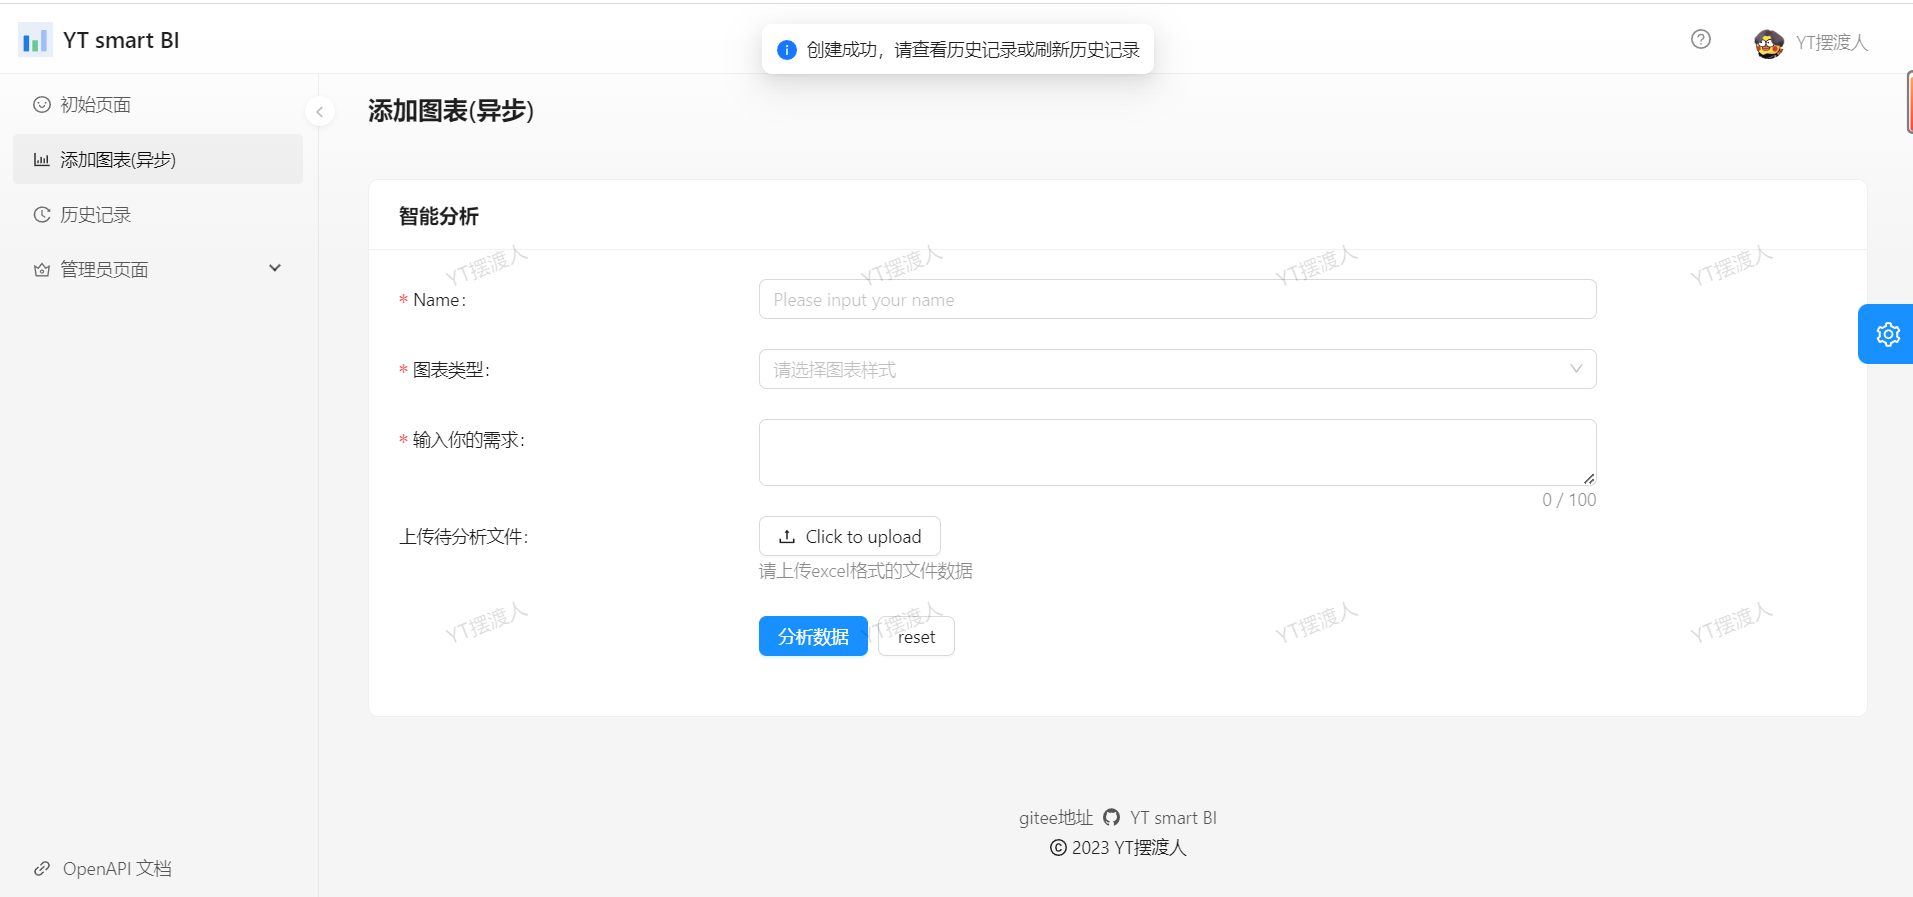 YT smart BI
创建成功，请查看历史记录或刷新历史记录
YT摆渡人
初始页面
添加图表(异步)
历史记录
管理员页面
OpenAPI 文档
添加图表(异步)
智能分析
YT摆渡人 YT摆渡人 YT摆渡人 YT摆渡人
* Name:
Please input your name
* 图表类型:
请选择图表样式
* 输入你的需求:
0 / 100
上传待分析文件:
Click to upload
请上传excel格式的文件数据
YT摆渡人 YT摆渡人 YT摆渡人 YT摆渡人
分析数据 reset
gitee地址 YT smart BI
© 2023 YT摆渡人